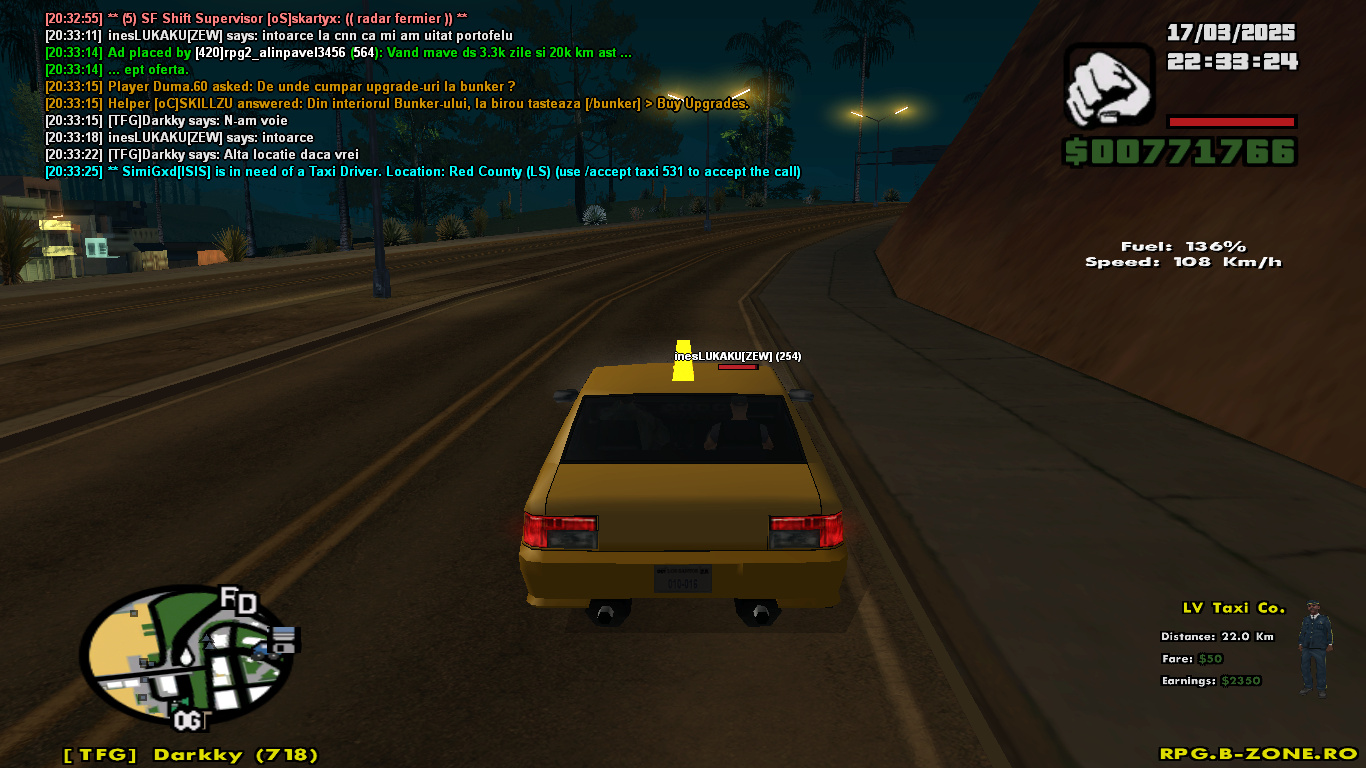 [20:32:55] ** (5) SF Shift Supervisor [oS]skartyx: (( radar fermier )) **
[20:33:11] inesLUKAKU[ZEW] says: intoarce la cnn ca mi am uitat portofelu
[20:33:14] Ad placed by [420]rpg2_alinpavel3456 (564): Vand mave ds 3.3k zile si 20k km ast ...
[20:33:14] ... ept oferta.
[20:33:15] Player Duma.60 asked: De unde cumpar upgrade-uri la bunker ?
[20:33:15] Helper [oC]SKILLZU answered: Din interiorul Bunker-ului, la birou tasteaza [/bunker] > Buy Upgrades.
[20:33:15] [TFG]Darkky says: N-am voie
[20:33:18] inesLUKAKU[ZEW] says: intoarce
[20:33:22] [TFG]Darkky says: Alta locatie daca vrei
[20:33:25] ** SimiGxd[ISIS] is in need of a Taxi Driver. Location: Red County (LS) (use /accept taxi 531 to accept the call)
17/03/2025
22:33:24
$00771766
Fuel: 136%
Speed: 108 Km/h
inesLUKAKU[ZEW] (254)
FD
OG
LV Taxi Co.
Distance: 22.0 Km
Fare: $50
Earnings: $2350
[TFG] Darkky (718)
RPG.B-ZONE.RO